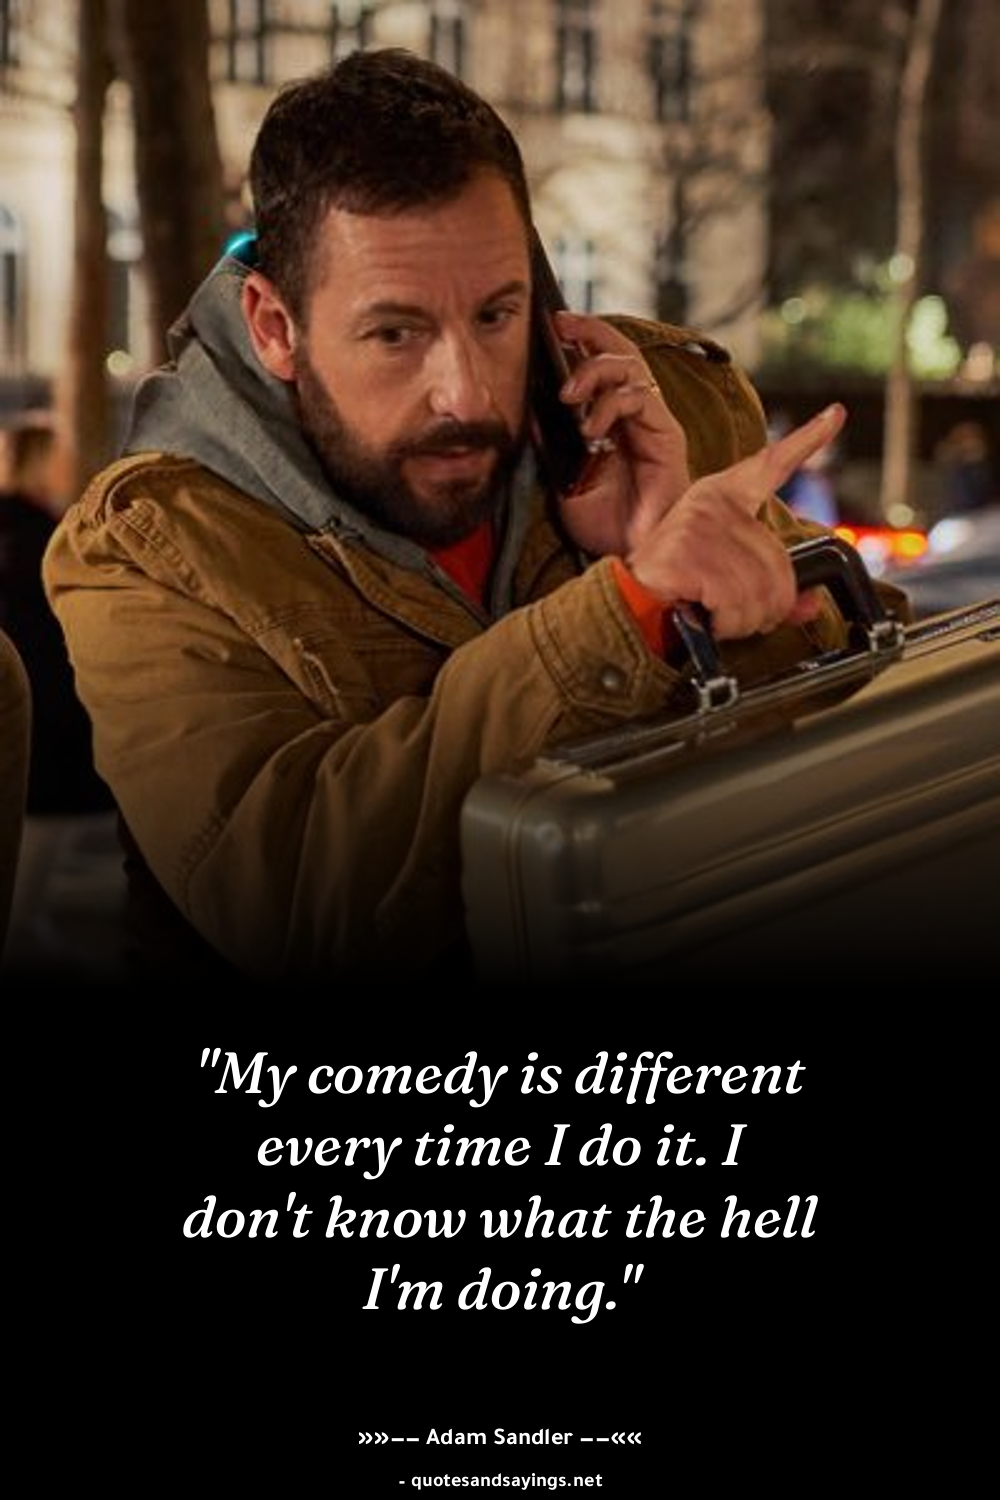 "My comedy is different
every time I do it. I
don't know what the hell
I'm doing."
»»–– Adam Sandler ––««
- quotesandsayings.net